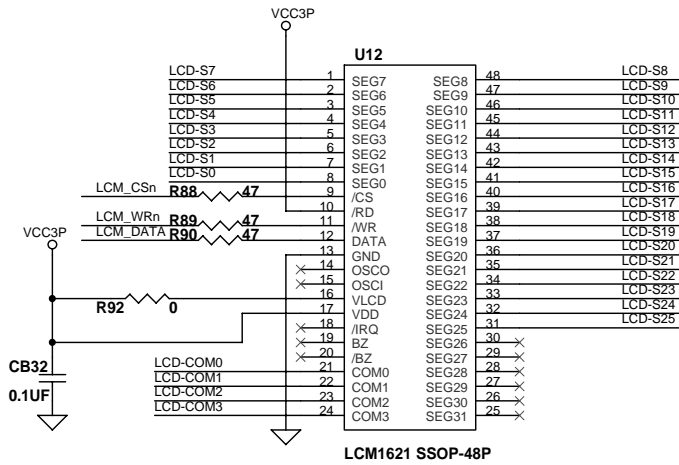 VCC3P
U12
LCD-S7 1 SEG7 SEG8 48 LCD-S8
LCD-S6 2 SEG6 SEG9 47 LCD-S9
LCD-S5 3 SEG5 SEG10 46 LCD-S10
LCD-S4 4 SEG4 SEG11 45 LCD-S11
LCD-S3 5 SEG3 SEG12 44 LCD-S12
LCD-S2 6 SEG2 SEG13 43 LCD-S13
LCD-S1 7 SEG1 SEG14 42 LCD-S14
LCD-S0 8 SEG0 SEG15 41 LCD-S15
LCM_CSn R88 47 9 /CS SEG16 40 LCD-S16
10 /RD SEG17 39 LCD-S17
LCM_WRn R89 47 11 /WR SEG18 38 LCD-S18
VCC3P LCM_DATA R90 47 12 DATA SEG19 37 LCD-S19
13 GND SEG20 36 LCD-S20
14 OSCO SEG21 35 LCD-S21
15 OSCI SEG22 34 LCD-S22
R92 0 16 VLCD SEG23 33 LCD-S23
17 VDD SEG24 32 LCD-S24
18 /IRQ SEG25 31 LCD-S25
19 BZ SEG26 30
20 /BZ SEG27 29
CB32 LCD-COM0 21 COM0 SEG28 28
LCD-COM1 22 COM1 SEG29 27
0.1UF LCD-COM2 23 COM2 SEG30 26
LCD-COM3 24 COM3 SEG31 25
LCM1621 SSOP-48P